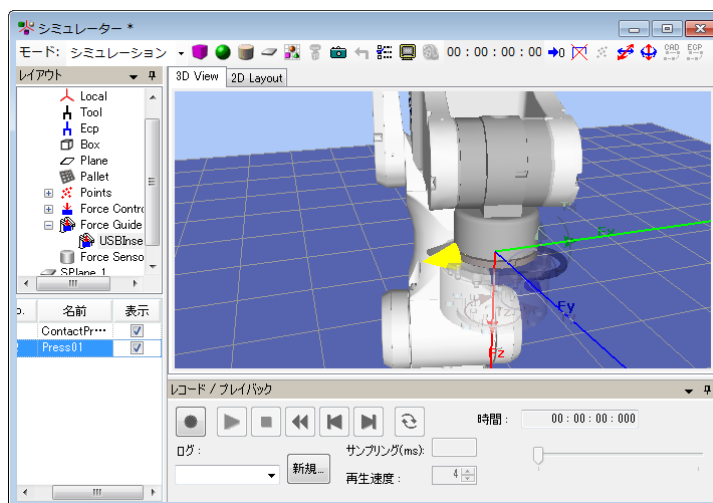 シミュレーター *
モード: シミュレーション
00 : 00 : 00 : 00
CAD
ECP
レイアウト
Local
Tool
Ecp
Box
Plane
Pallet
Points
Force Contro
Force Guide
USBInse
Force Senso
SPlane 1
名前 表示
ContactPr…
Press01
3D View
2D Layout
Fx
Fy
Fz
レコード / プレイバック
時間 : 00 : 00 : 00 : 000
ログ :
新規...
サンプリング(ms):
再生速度 : 4